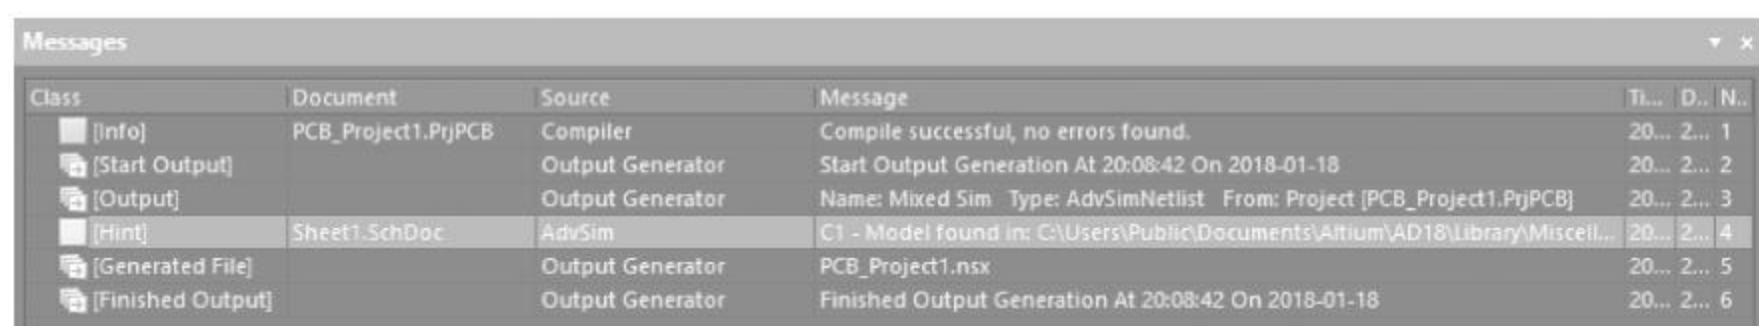 Messages
Class Document Source Message Ti... D.. N..
[Info] PCB_Project1.PrjPCB Compiler Compile successful, no errors found. 20... 2... 1
[Start Output] Output Generator Start Output Generation At 20:08:42 On 2018-01-18 20... 2... 2
[Output] Output Generator Name: Mixed Sim Type: AdvSimNetlist From: Project [PCB_Project1.PrjPCB] 20... 2... 3
[Hint] Sheet1.SchDoc AdvSim C1 - Model found in: C:\Users\Public\Documents\Altium\AD18\Library\Miscell... 20... 2... 4
[Generated File] Output Generator PCB_Project1.nsx 20... 2... 5
[Finished Output] Output Generator Finished Output Generation At 20:08:42 On 2018-01-18 20... 2... 6